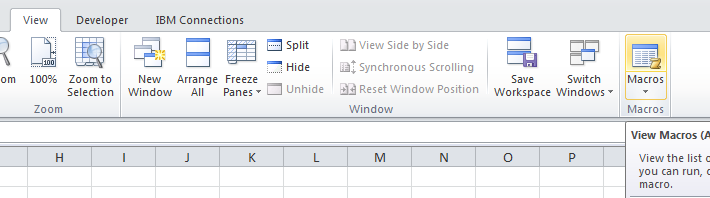 View Developer IBM Connections
100% Zoom to Selection
New Window
Arrange All
Freeze Panes
Split
Hide
Unhide
View Side by Side
Synchronous Scrolling
Reset Window Position
Save Workspace
Switch Windows
Macros
Zoom Window Macros
H I J K L M N O P
View Macros (A
View the list
you can run,
macro.